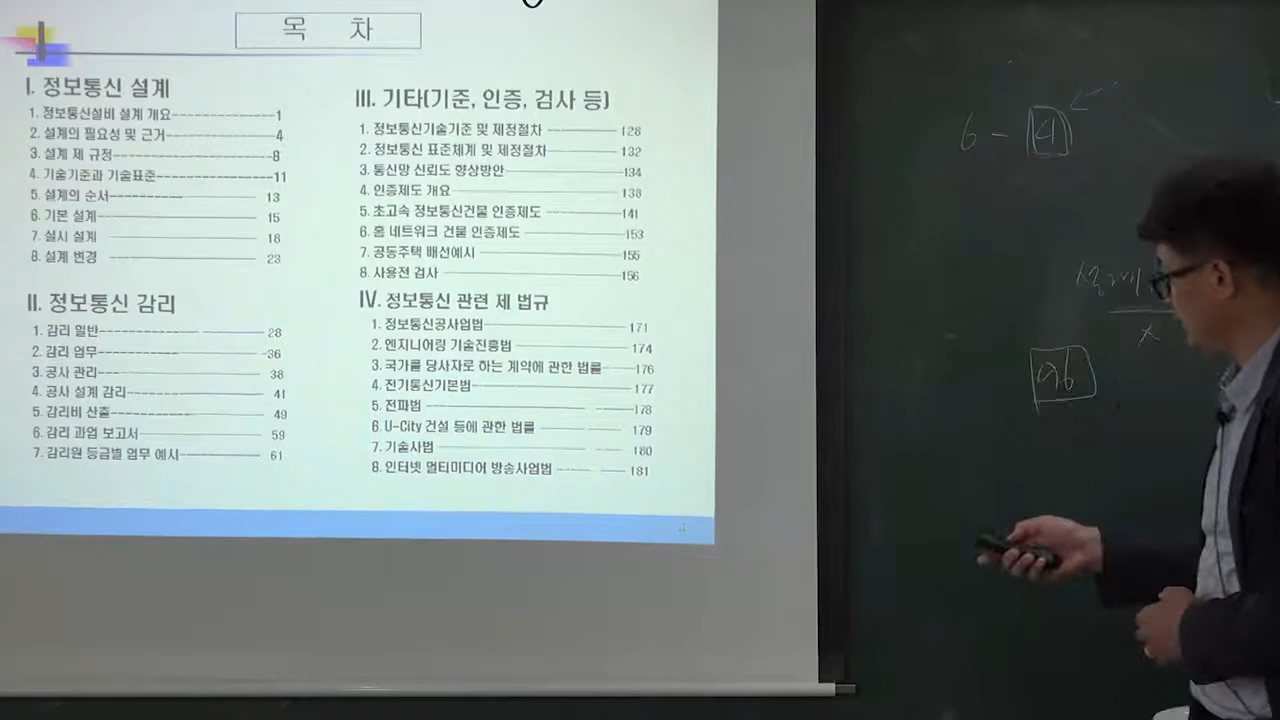 목 차
I. 정보통신 설계
1. 정보통신설비 설계 개요 1
2. 설계의 필요성 및 근거 4
3. 설계 제 규정 8
4. 기술기준과 기술표준 11
5. 설계의 순서 13
6. 기본 설계 15
7. 실시 설계 18
8. 설계 변경 23
II. 정보통신 감리
1. 감리 일반 28
2. 감리 업무 36
3. 공사 관리 38
4. 공사 설계 감리 41
5. 감리비 산출 49
6. 감리 과업 보고서 59
7. 감리원 등급별 업무 예시 61
III. 기타(기준, 인증, 검사 등)
1. 정보통신기술기준 및 제정절차 128
2. 정보통신 표준체계 및 제정절차 132
3. 통신망 신뢰도 향상방안 134
4. 인증제도 개요 138
5. 초고속 정보통신건물 인증제도 141
6. 홈 네트워크 건물 인증제도 153
7. 공동주택 배선예시 155
8. 사용전 검사 156
IV. 정보통신 관련 제 법규
1. 정보통신공사업법 171
2. 엔지니어링 기술진흥법 174
3. 국가를 당사자로 하는 계약에 관한 법률 176
4. 전기통신기본법 177
5. 전파법 178
6. U-City 건설 등에 관한 법률 179
7. 기술사법 180
8. 인터넷 멀티미디어 방송사업법 181
4
6 - 4